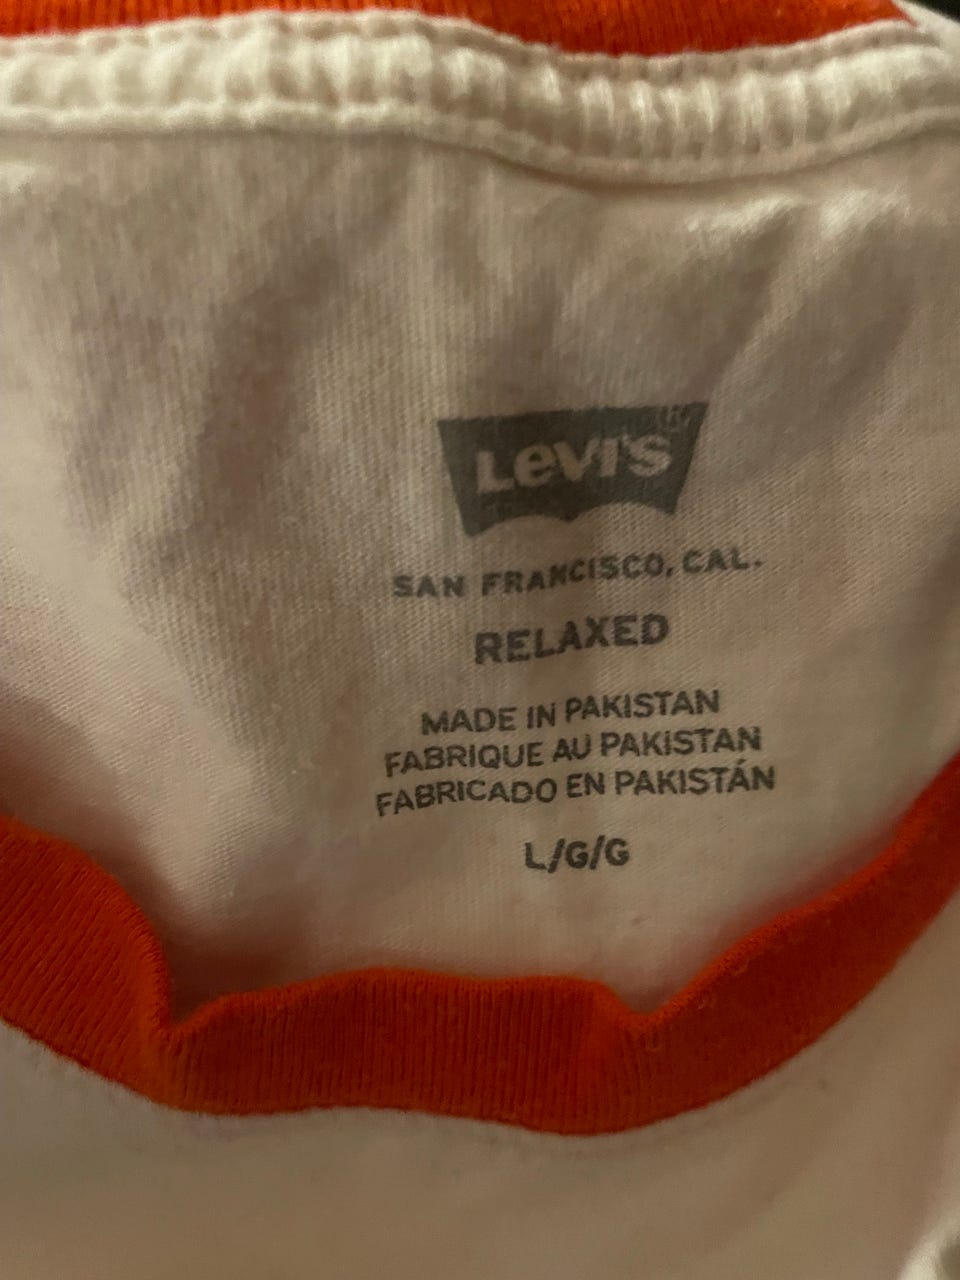 Levi's®
SAN FRANCISCO, CAL.
RELAXED
MADE IN PAKISTAN
FABRIQUE AU PAKISTAN
FABRICADO EN PAKISTÁN
L/G/G